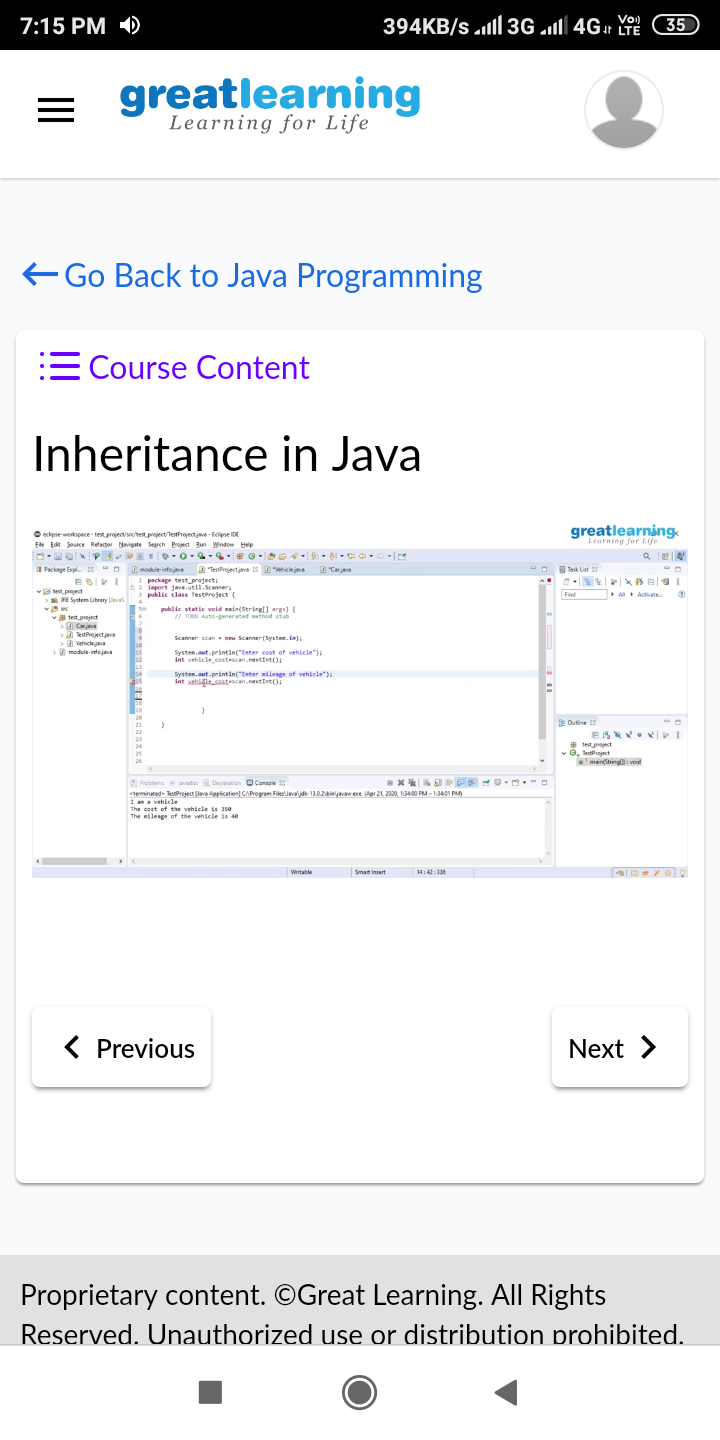 7:15 PM 394KB/s 3G 4G Vo)) LTE 35
greatlearning
Learning for Life
Go Back to Java Programming
Course Content
Inheritance in Java
greatlearning
Learning for Life
eclipse-workspace - test_project/src/test_project/TestProject.java - Eclipse IDE
File Edit Source Refactor Navigate Search Project Run Window Help
Package Expl... module-info.java *TestProject.java *Vehicle.java *Car.java Task List
test_project
JRE System Library [JavaS
src
test_project
Car.java
TestProject.java
Vehicle.java
module-info.java
1 package test_project;
2 import java.util.Scanner;
3 public class TestProject {
4
5 public static void main(String[] args) {
6 // TODO Auto-generated method stub
7
8
9 Scanner scan = new Scanner(System.in);
10
11 System.out.println("Enter cost of vehicle");
12 int vehicle_cost=scan.nextInt();
13
14 System.out.println("Enter mileage of vehicle");
15 int vehicle_cost=scan.nextInt();
16
17
18
19 }
20
21 }
22
23
24
25
26
Find All Activate...
Outline
test_project
TestProject
main(String[]) : void
Problems Javadoc Declaration Console
<terminated> TestProject [Java Application] C:\Program Files\Java\jdk-13.0.2\bin\javaw.exe (Apr 21, 2020, 1:34:00 PM – 1:34:01 PM)
I am a vehicle
The cost of the vehicle is 350
The mileage of the vehicle is 40
Writable Smart Insert 14 : 42 : 336
Previous
Next
Proprietary content. ©Great Learning. All Rights
Reserved. Unauthorized use or distribution prohibited.